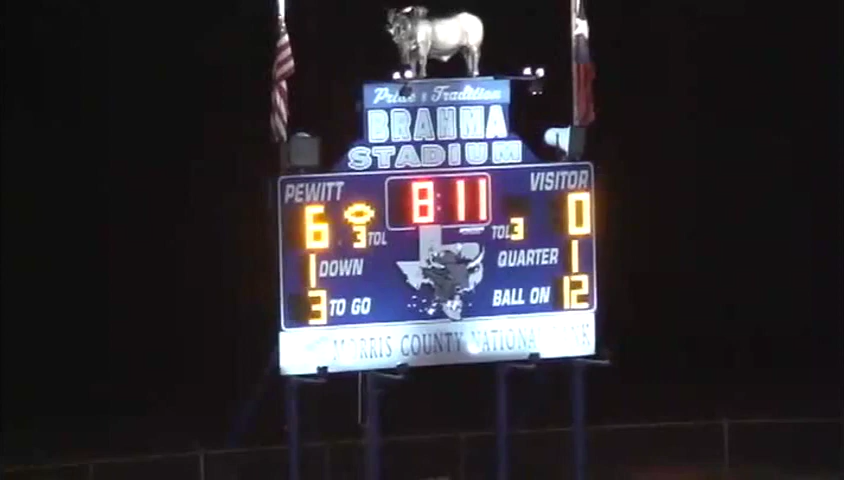 Pride & Tradition
BRAHMA
STADIUM
PEWITT 8:11 VISITOR
6 3 TOL TOL 3 0
1 DOWN QUARTER 1
3 TO GO BALL ON 12
MORRIS COUNTY NATIONAL